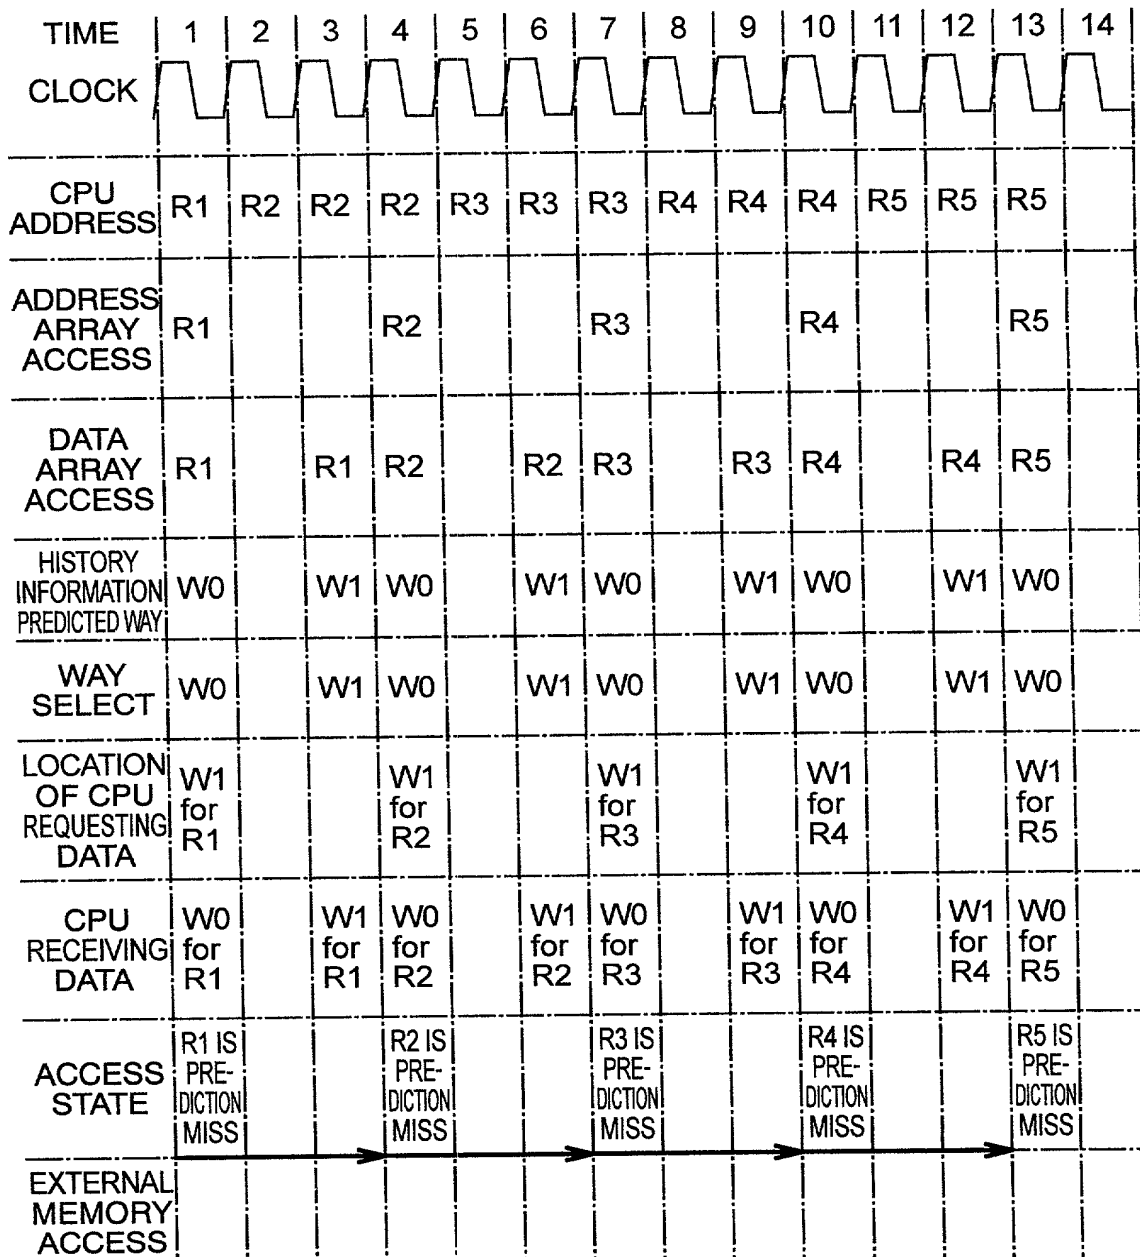 TIME 1 2 3 4 5 6 7 8 9 10 11 12 13 14
CLOCK
CPU
ADDRESS R1 R2 R2 R2 R3 R3 R3 R4 R4 R4 R5 R5 R5
ADDRESS
ARRAY
ACCESS R1 R2 R3 R4 R5
DATA
ARRAY
ACCESS R1 R1 R2 R2 R3 R3 R4 R4 R5
HISTORY
INFORMATION
PREDICTED WAY W0 W1 W0 W1 W0 W1 W0 W1 W0
WAY
SELECT W0 W1 W0 W1 W0 W1 W0 W1 W0
LOCATION
OF CPU
REQUESTING
DATA
W1 W1 W1 W1 W1
for for for for for
R1 R2 R3 R4 R5
CPU
RECEIVING
DATA
W0 W1 W0 W1 W0 W1 W0 W1 W0
for for for for for for for for for
R1 R1 R2 R2 R3 R3 R4 R4 R5
ACCESS
STATE
R1 IS R2 IS R3 IS R4 IS R5 IS
PRE- PRE- PRE- PRE- PRE-
DICTION DICTION DICTION DICTION DICTION
MISS MISS MISS MISS MISS
EXTERNAL
MEMORY
ACCESS